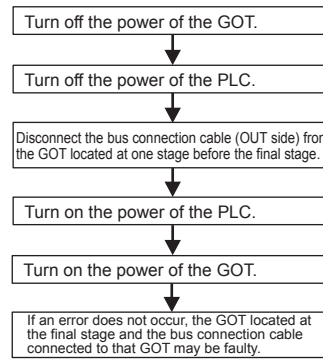 Turn off the power of the GOT.
Turn off the power of the PLC.
Disconnect the bus connection cable (OUT side) from
the GOT located at one stage before the final stage.
Turn on the power of the PLC.
Turn on the power of the GOT.
If an error does not occur, the GOT located at
the final stage and the bus connection cable
connected to that GOT may be faulty.